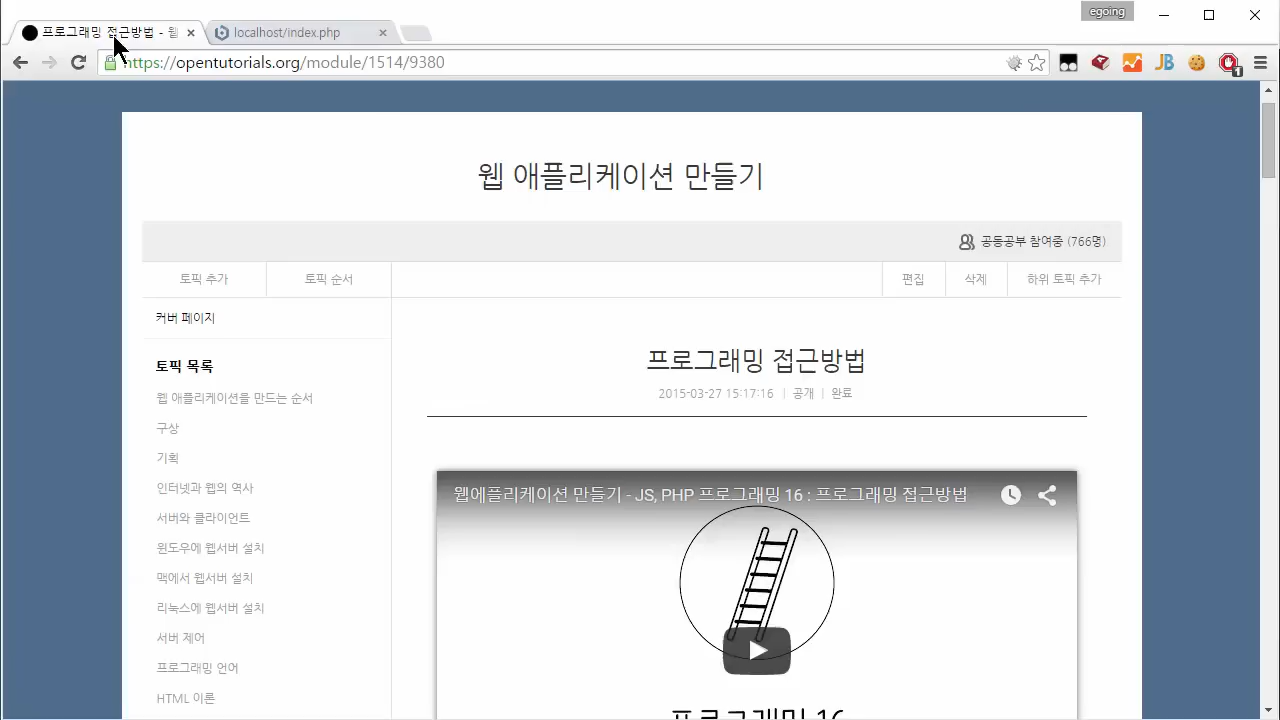 egoing
프로그래밍 접근방법 - 웹
localhost/index.php
https://opentutorials.org/module/1514/9380
JB
1
웹 애플리케이션 만들기
공동공부 참여중 (766명)
토픽 추가
토픽 순서
편집
삭제
하위 토픽 추가
커버 페이지
토픽 목록
웹 애플리케이션을 만드는 순서
구상
기획
인터넷과 웹의 역사
서버와 클라이언트
윈도우에 웹서버 설치
맥에서 웹서버 설치
리눅스에 웹서버 설치
서버 제어
프로그래밍 언어
HTML 이론
프로그래밍 접근방법
2015-03-27 15:17:16 | 공개 | 완료
웹에플리케이션 만들기 - JS, PHP 프로그래밍 16 : 프로그래밍 접근방법
프로그래밍 16